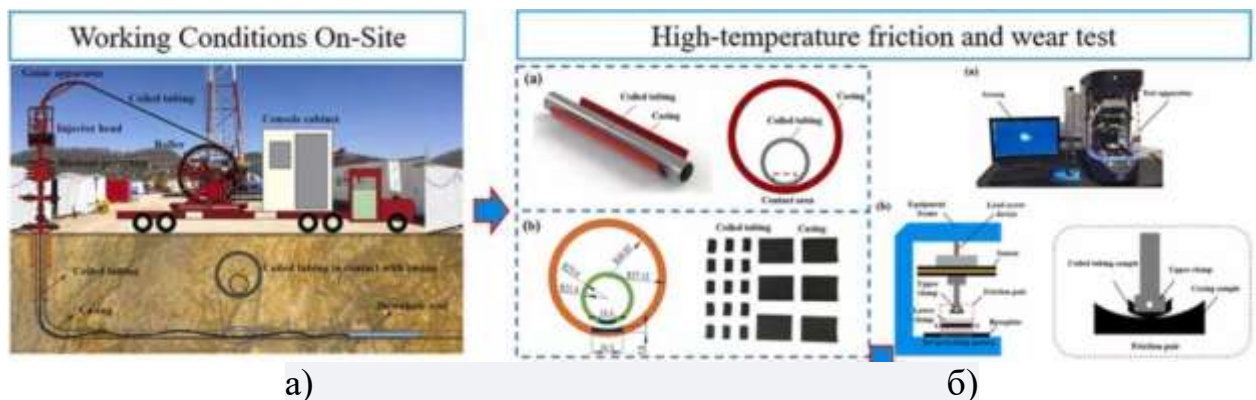 Working Conditions On-Site
High-temperature friction and wear test
Coiled tubing
Injector head
Roller
Console cabinet
Coiled tubing
Coiled tubing in contact with casing
Casing
(a)
Coiled tubing
Casing
Casing
Coiled tubing
Contact area
(b)
Coiled tubing
Casing
(a)
Screen
Test apparatus
(b)
Equipment frame
Lead screw device
Sensor
Upper clamp
Friction pair
Lower clamp
Coiled tubing sample
Upper clamp
Casing sample
Friction pair
а)
б)